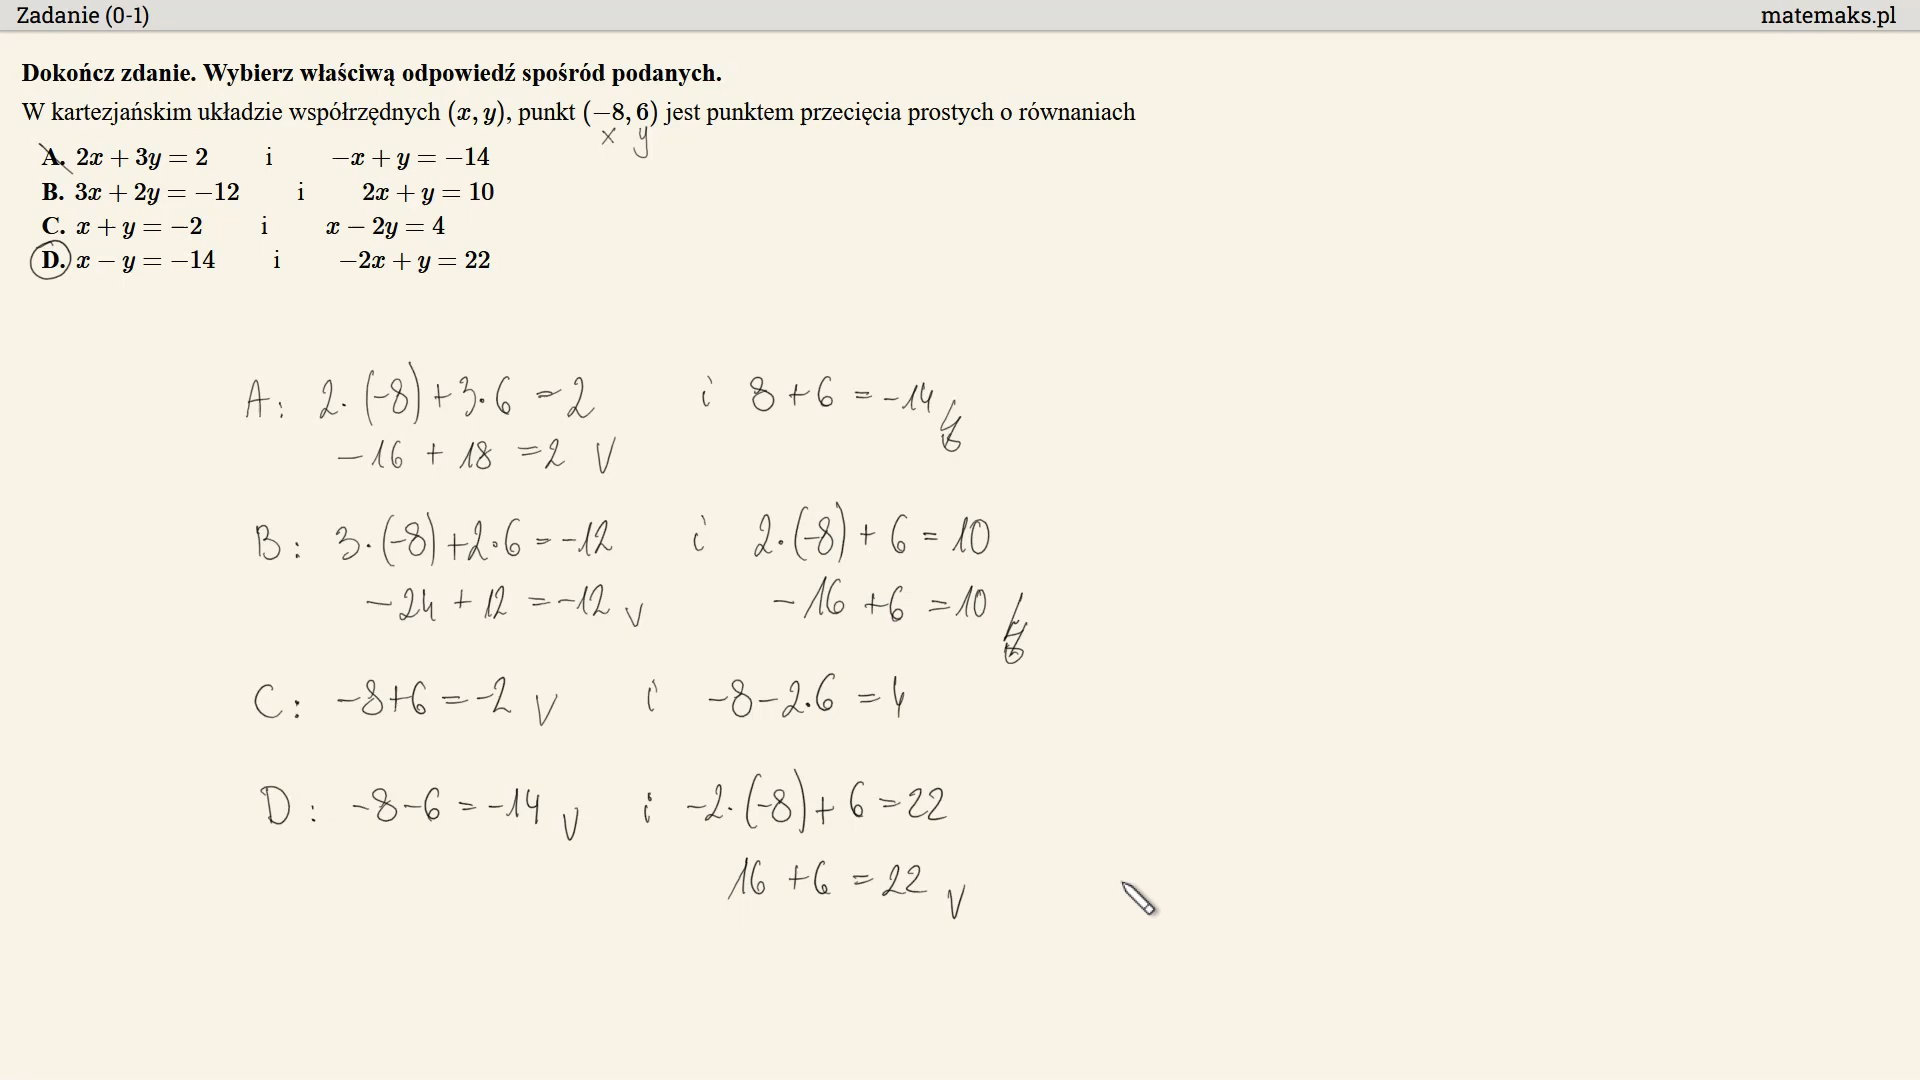 Zadanie (0-1)
matemaks.pl
Dokończ zdanie. Wybierz właściwą odpowiedź spośród podanych.
W kartezjańskim układzie współrzędnych (x, y), punkt (−8, 6) jest punktem przecięcia prostych o równaniach
x y
A. 2x + 3y = 2 i −x + y = −14
B. 3x + 2y = −12 i 2x + y = 10
C. x + y = −2 i x − 2y = 4
D. x − y = −14 i −2x + y = 22
A: 2·(-8)+3·6 = 2 i 8+6 = -14
-16 + 18 = 2 V
B: 3·(-8)+2·6 = -12 i 2·(-8)+6 = 10
-24 + 12 = -12 V -16 +6 = 10
C: -8+6 = -2 V i -8-2·6 = 4
D: -8-6 = -14 V i -2·(-8)+6 = 22
16 +6 = 22 V